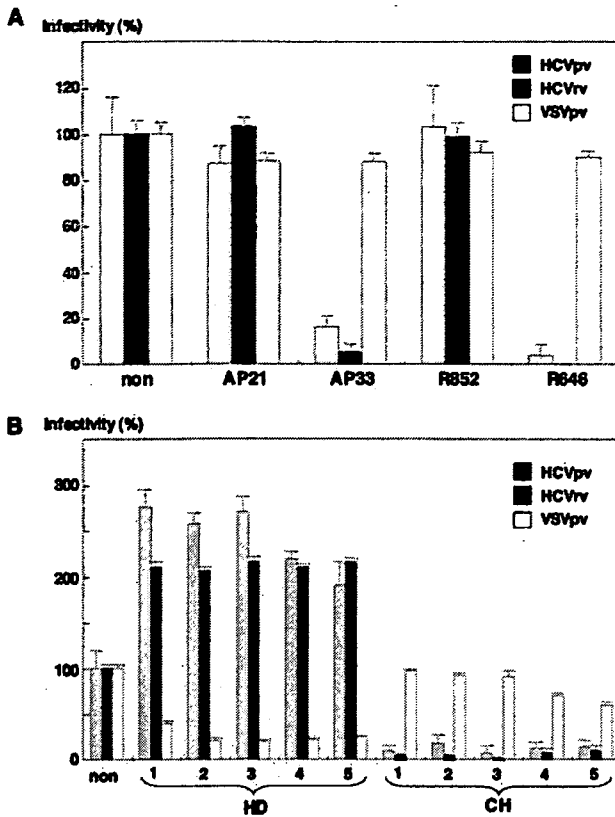 A Infectivity (%)
HCVpv
HCVrv
VSVpv
120
100
80
60
40
20
0
non AP21 AP33 R852 R646
B Infectivity (%)
HCVpv
HCVrv
VSVpv
300
200
100
0
non 1 2 3 4 5 1 2 3 4 5
HD CH